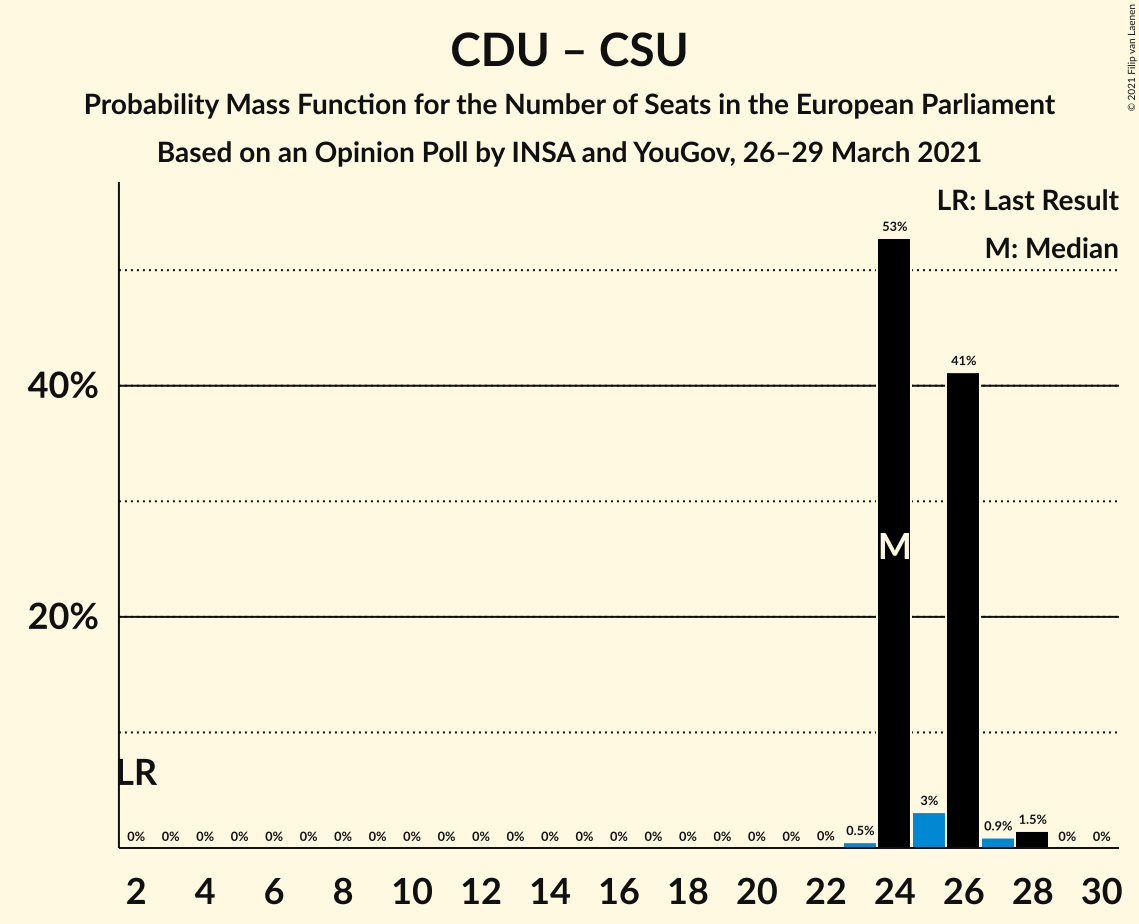 CDU – CSU
Probability Mass Function for the Number of Seats in the European Parliament
Based on an Opinion Poll by INSA and YouGov, 26–29 March 2021
© 2021 Filip van Laenen
LR: Last Result
M: Median
53%
41%
40%
M
20%
LR
0% 0% 0% 0% 0% 0% 0% 0% 0% 0% 0% 0% 0% 0% 0% 0% 0% 0% 0% 0% 0% 0.5% 3% 0.9% 1.5% 0% 0%
2 4 6 8 10 12 14 16 18 20 22 24 26 28 30